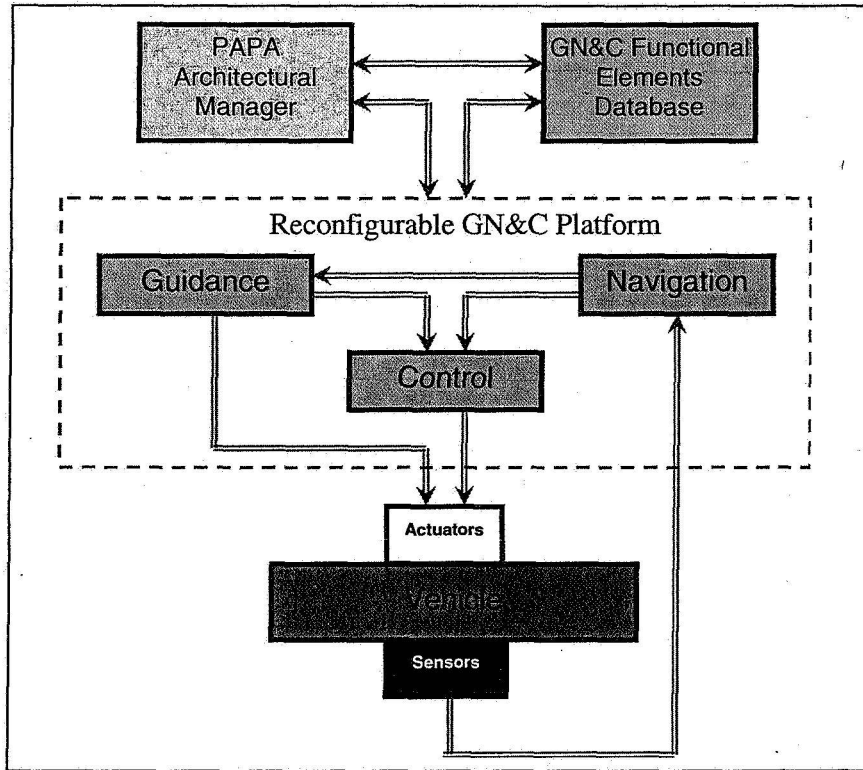 PAPA
Architectural
Manager
GN&C Functional
Elements
Database
Reconfigurable GN&C Platform
Guidance
Navigation
Control
Actuators
Vehicle
Sensors